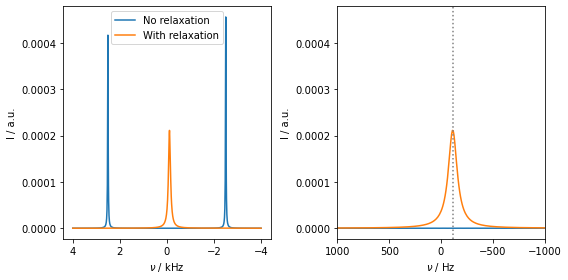 No relaxation
With relaxation
I / a.u.
0.0004
0.0003
0.0002
0.0001
0.0000
4 2 0 −2 −4
ν / kHz
I / a.u.
0.0004
0.0003
0.0002
0.0001
0.0000
1000 500 0 −500 −1000
ν / Hz